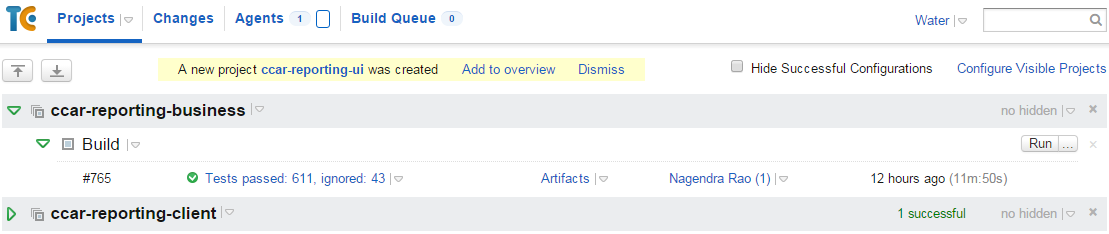 TC Projects Changes Agents 1 Build Queue 0 Water
A new project ccar-reporting-ui was created Add to overview Dismiss Hide Successful Configurations Configure Visible Projects
ccar-reporting-business no hidden
Build Run ...
#765 Tests passed: 611, ignored: 43 Artifacts Nagendra Rao (1) 12 hours ago (11m:50s)
ccar-reporting-client 1 successful no hidden